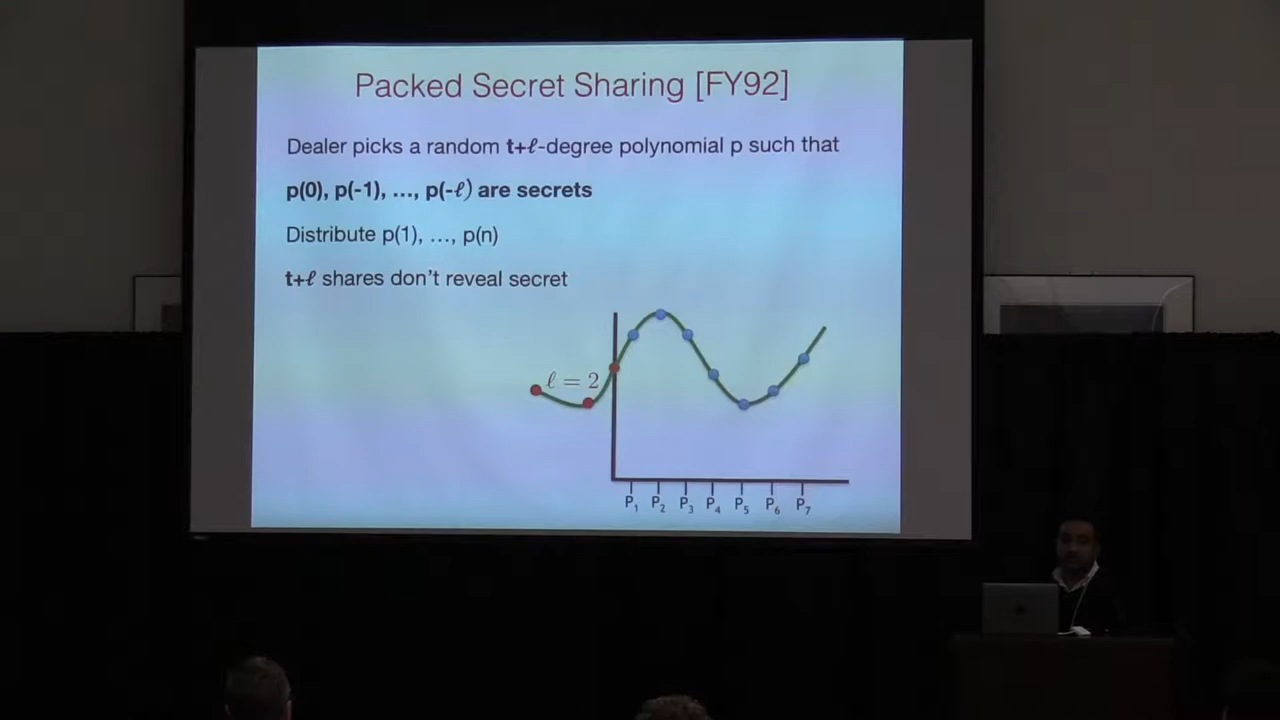 Packed Secret Sharing [FY92]
Dealer picks a random t+ℓ-degree polynomial p such that
p(0), p(-1), ..., p(-ℓ) are secrets
Distribute p(1), ..., p(n)
t+ℓ shares don't reveal secret
ℓ = 2
P₁ P₂ P₃ P₄ P₅ P₆ P₇